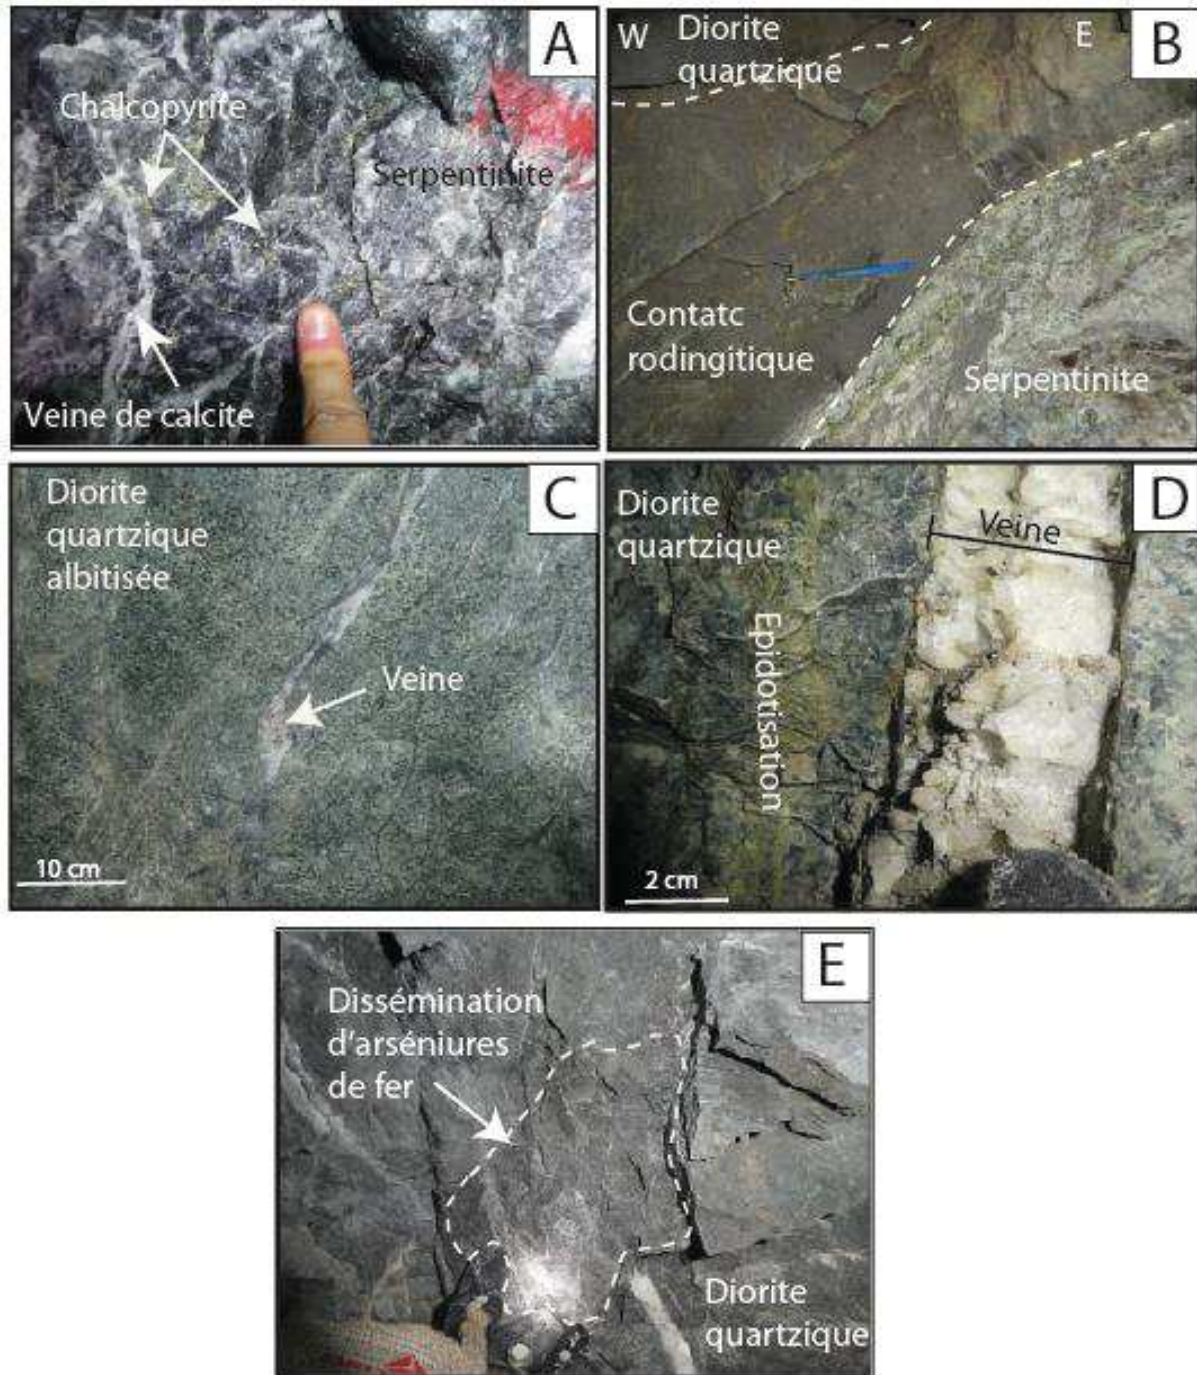 A
Chalcopyrite
Serpentinite
Veine de calcite
W
Diorite
quartzique
E
B
Contatc
rodingitique
Serpentinite
Diorite
quartzique
albitisée
C
Veine
10 cm
Diorite
quartzique
Veine
D
Epidotisation
2 cm
E
Dissémination
d'arséniures
de fer
Diorite
quartzique